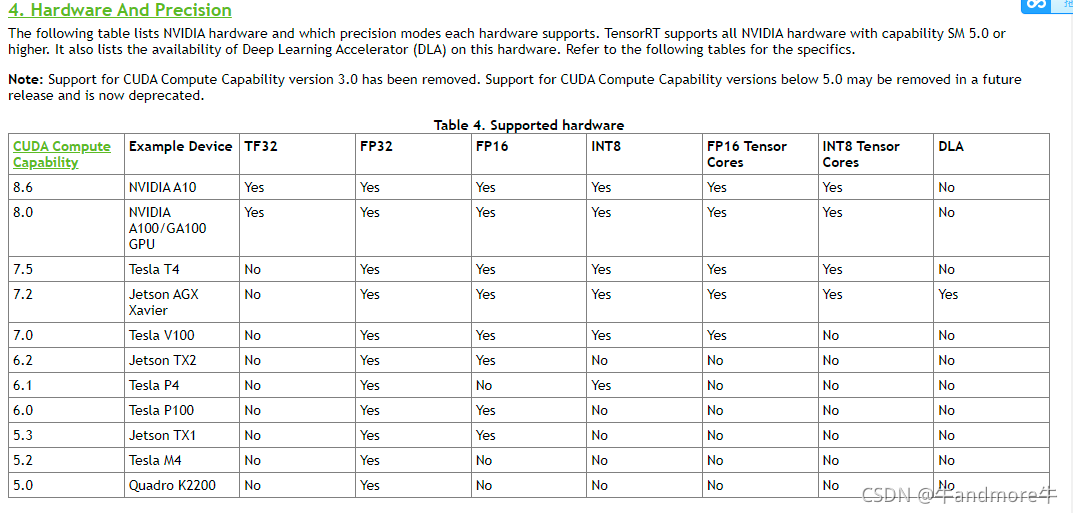 4. Hardware And Precision
The following table lists NVIDIA hardware and which precision modes each hardware supports. TensorRT supports all NVIDIA hardware with capability SM 5.0 or
higher. It also lists the availability of Deep Learning Accelerator (DLA) on this hardware. Refer to the following tables for the specifics.
Note: Support for CUDA Compute Capability version 3.0 has been removed. Support for CUDA Compute Capability versions below 5.0 may be removed in a future
release and is now deprecated.
Table 4. Supported hardware
CUDA Compute Capability Example Device TF32 FP32 FP16 INT8 FP16 Tensor Cores INT8 Tensor Cores DLA
8.6 NVIDIA A10 Yes Yes Yes Yes Yes Yes No
8.0 NVIDIA A100/GA100 GPU Yes Yes Yes Yes Yes Yes No
7.5 Tesla T4 No Yes Yes Yes Yes Yes No
7.2 Jetson AGX Xavier No Yes Yes Yes Yes Yes Yes
7.0 Tesla V100 No Yes Yes Yes Yes No No
6.2 Jetson TX2 No Yes Yes No No No No
6.1 Tesla P4 No Yes No Yes No No No
6.0 Tesla P100 No Yes Yes No No No No
5.3 Jetson TX1 No Yes Yes No No No No
5.2 Tesla M4 No Yes No No No No No
5.0 Quadro K2200 No Yes No No No No No
CSDN @牛andmore牛